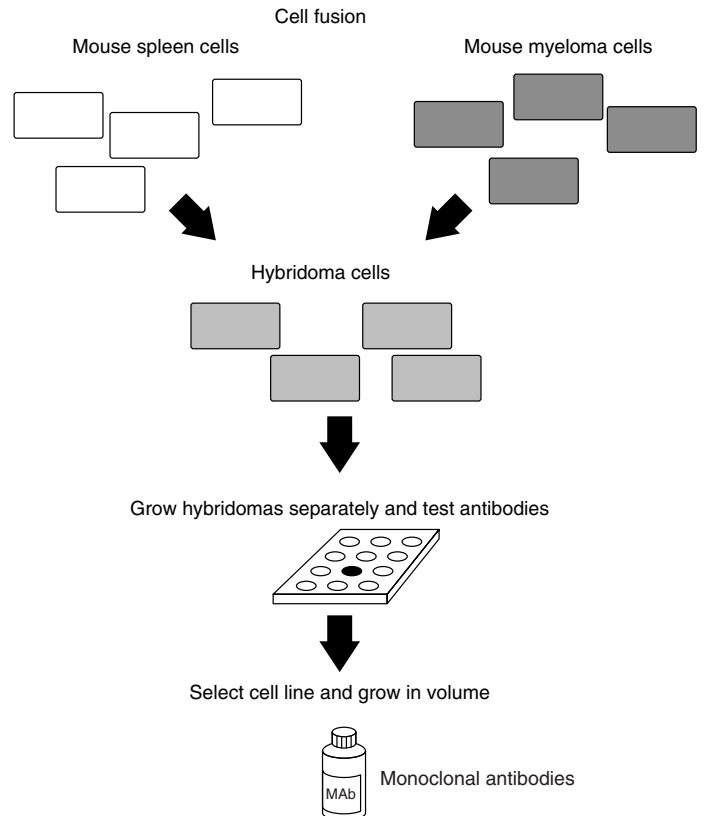 Cell fusion
Mouse spleen cells
Mouse myeloma cells
Hybridoma cells
Grow hybridomas separately and test antibodies
Select cell line and grow in volume
MAb
Monoclonal antibodies